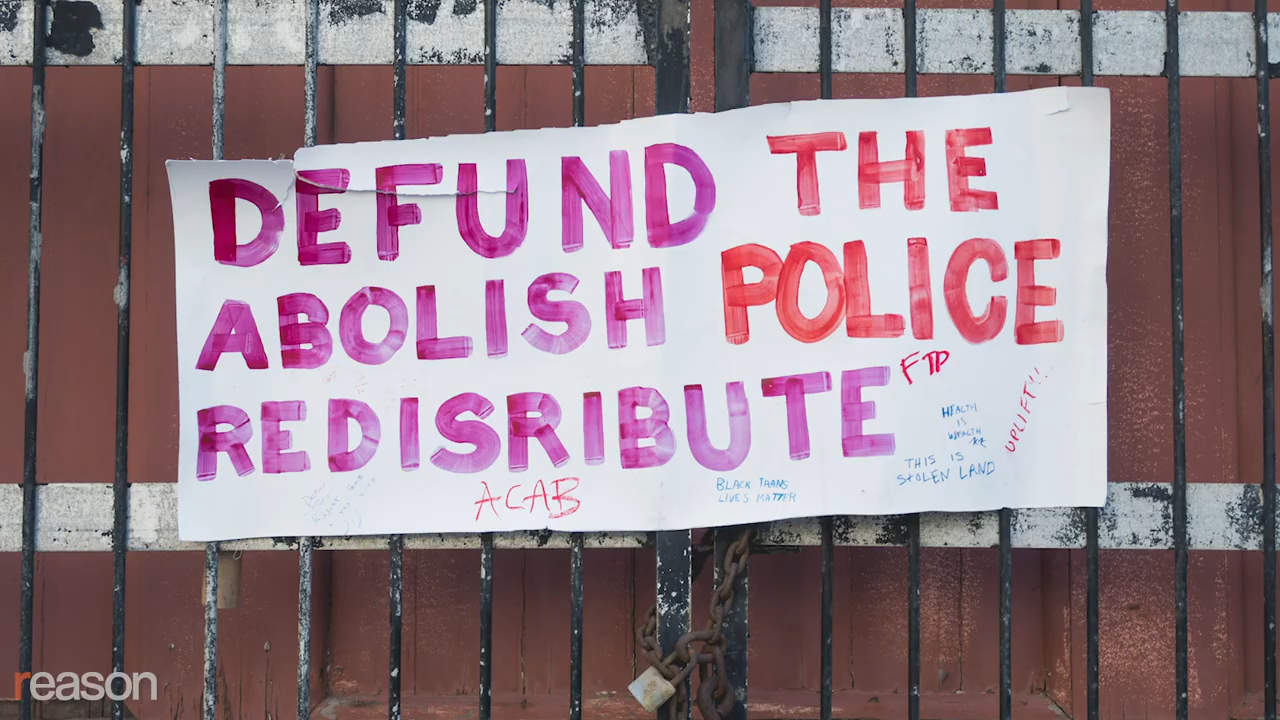 DEFUND THE
ABOLISH POLICE
REDISRIBUTE
FTP
HEALTH
IS
WEALTH
UPLIFT!!!
THIS IS
STOLEN LAND
ACAB
BLACK TRANS
LIVES MATTER
reason